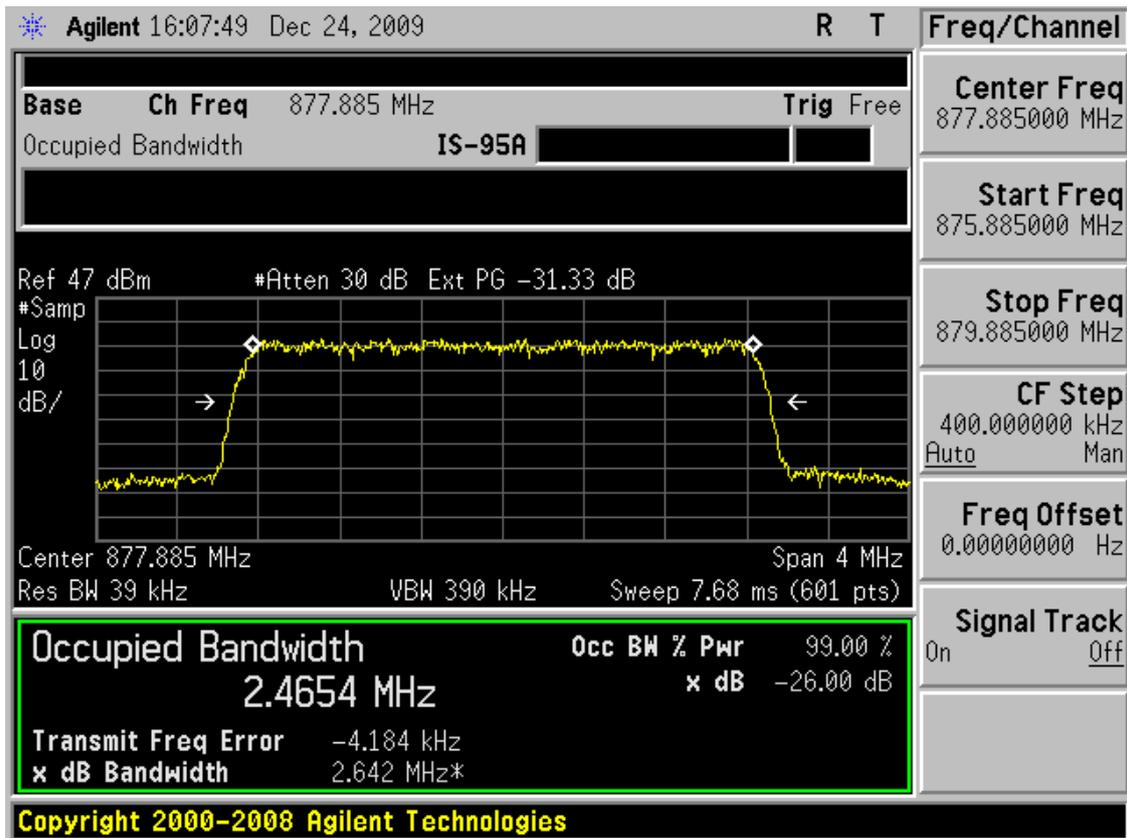 Agilent 16:07:49 Dec 24, 2009 R T
Base Ch Freq 877.885 MHz Trig Free
Occupied Bandwidth IS-95A
Ref 47 dBm #Atten 30 dB Ext PG -31.33 dB
#Samp
Log
10
dB/
Center 877.885 MHz Span 4 MHz
Res BW 39 kHz VBW 390 kHz Sweep 7.68 ms (601 pts)
Occupied Bandwidth Occ BW % Pwr 99.00 %
2.4654 MHz x dB -26.00 dB
Transmit Freq Error -4.184 kHz
x dB Bandwidth 2.642 MHz*
Copyright 2000-2008 Agilent Technologies
Freq/Channel
Center Freq
877.885000 MHz
Start Freq
875.885000 MHz
Stop Freq
879.885000 MHz
CF Step
400.000000 kHz
Auto Man
Freq Offset
0.00000000 Hz
Signal Track
On Off